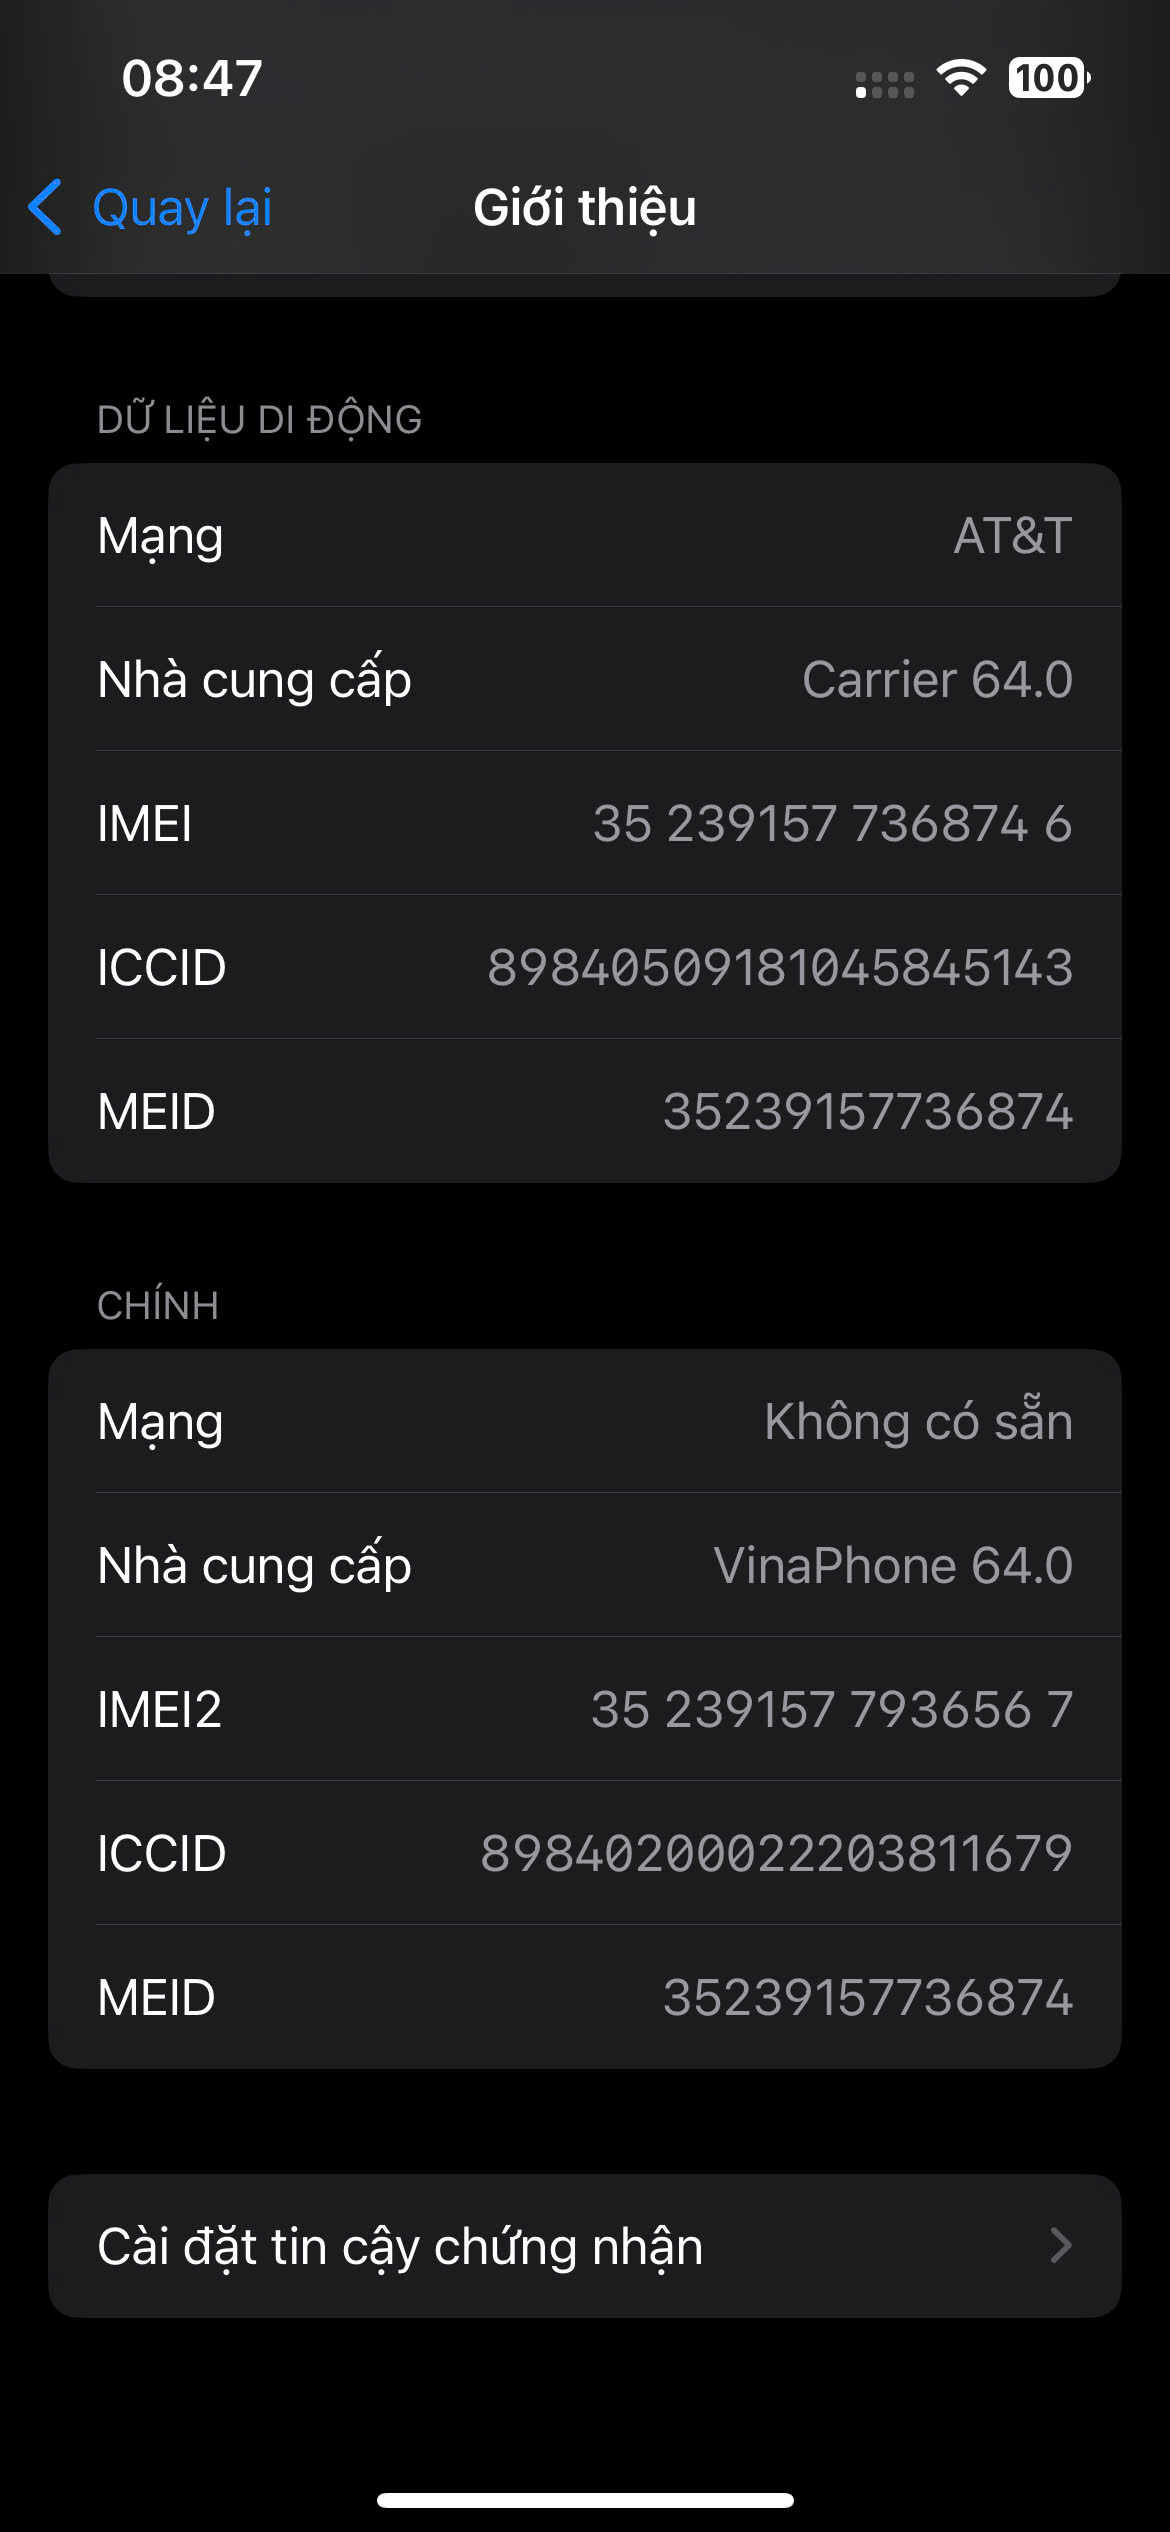 08:47
100
Quay lại
Giới thiệu
DỮ LIỆU DI ĐỘNG
Mạng AT&T
Nhà cung cấp Carrier 64.0
IMEI 35 239157 736874 6
ICCID 8984050918104584​5143
MEID 35239157736874
CHÍNH
Mạng Không có sẵn
Nhà cung cấp VinaPhone 64.0
IMEI2 35 239157 793656 7
ICCID 89840200022203811679
MEID 35239157736874
Cài đặt tin cậy chứng nhận